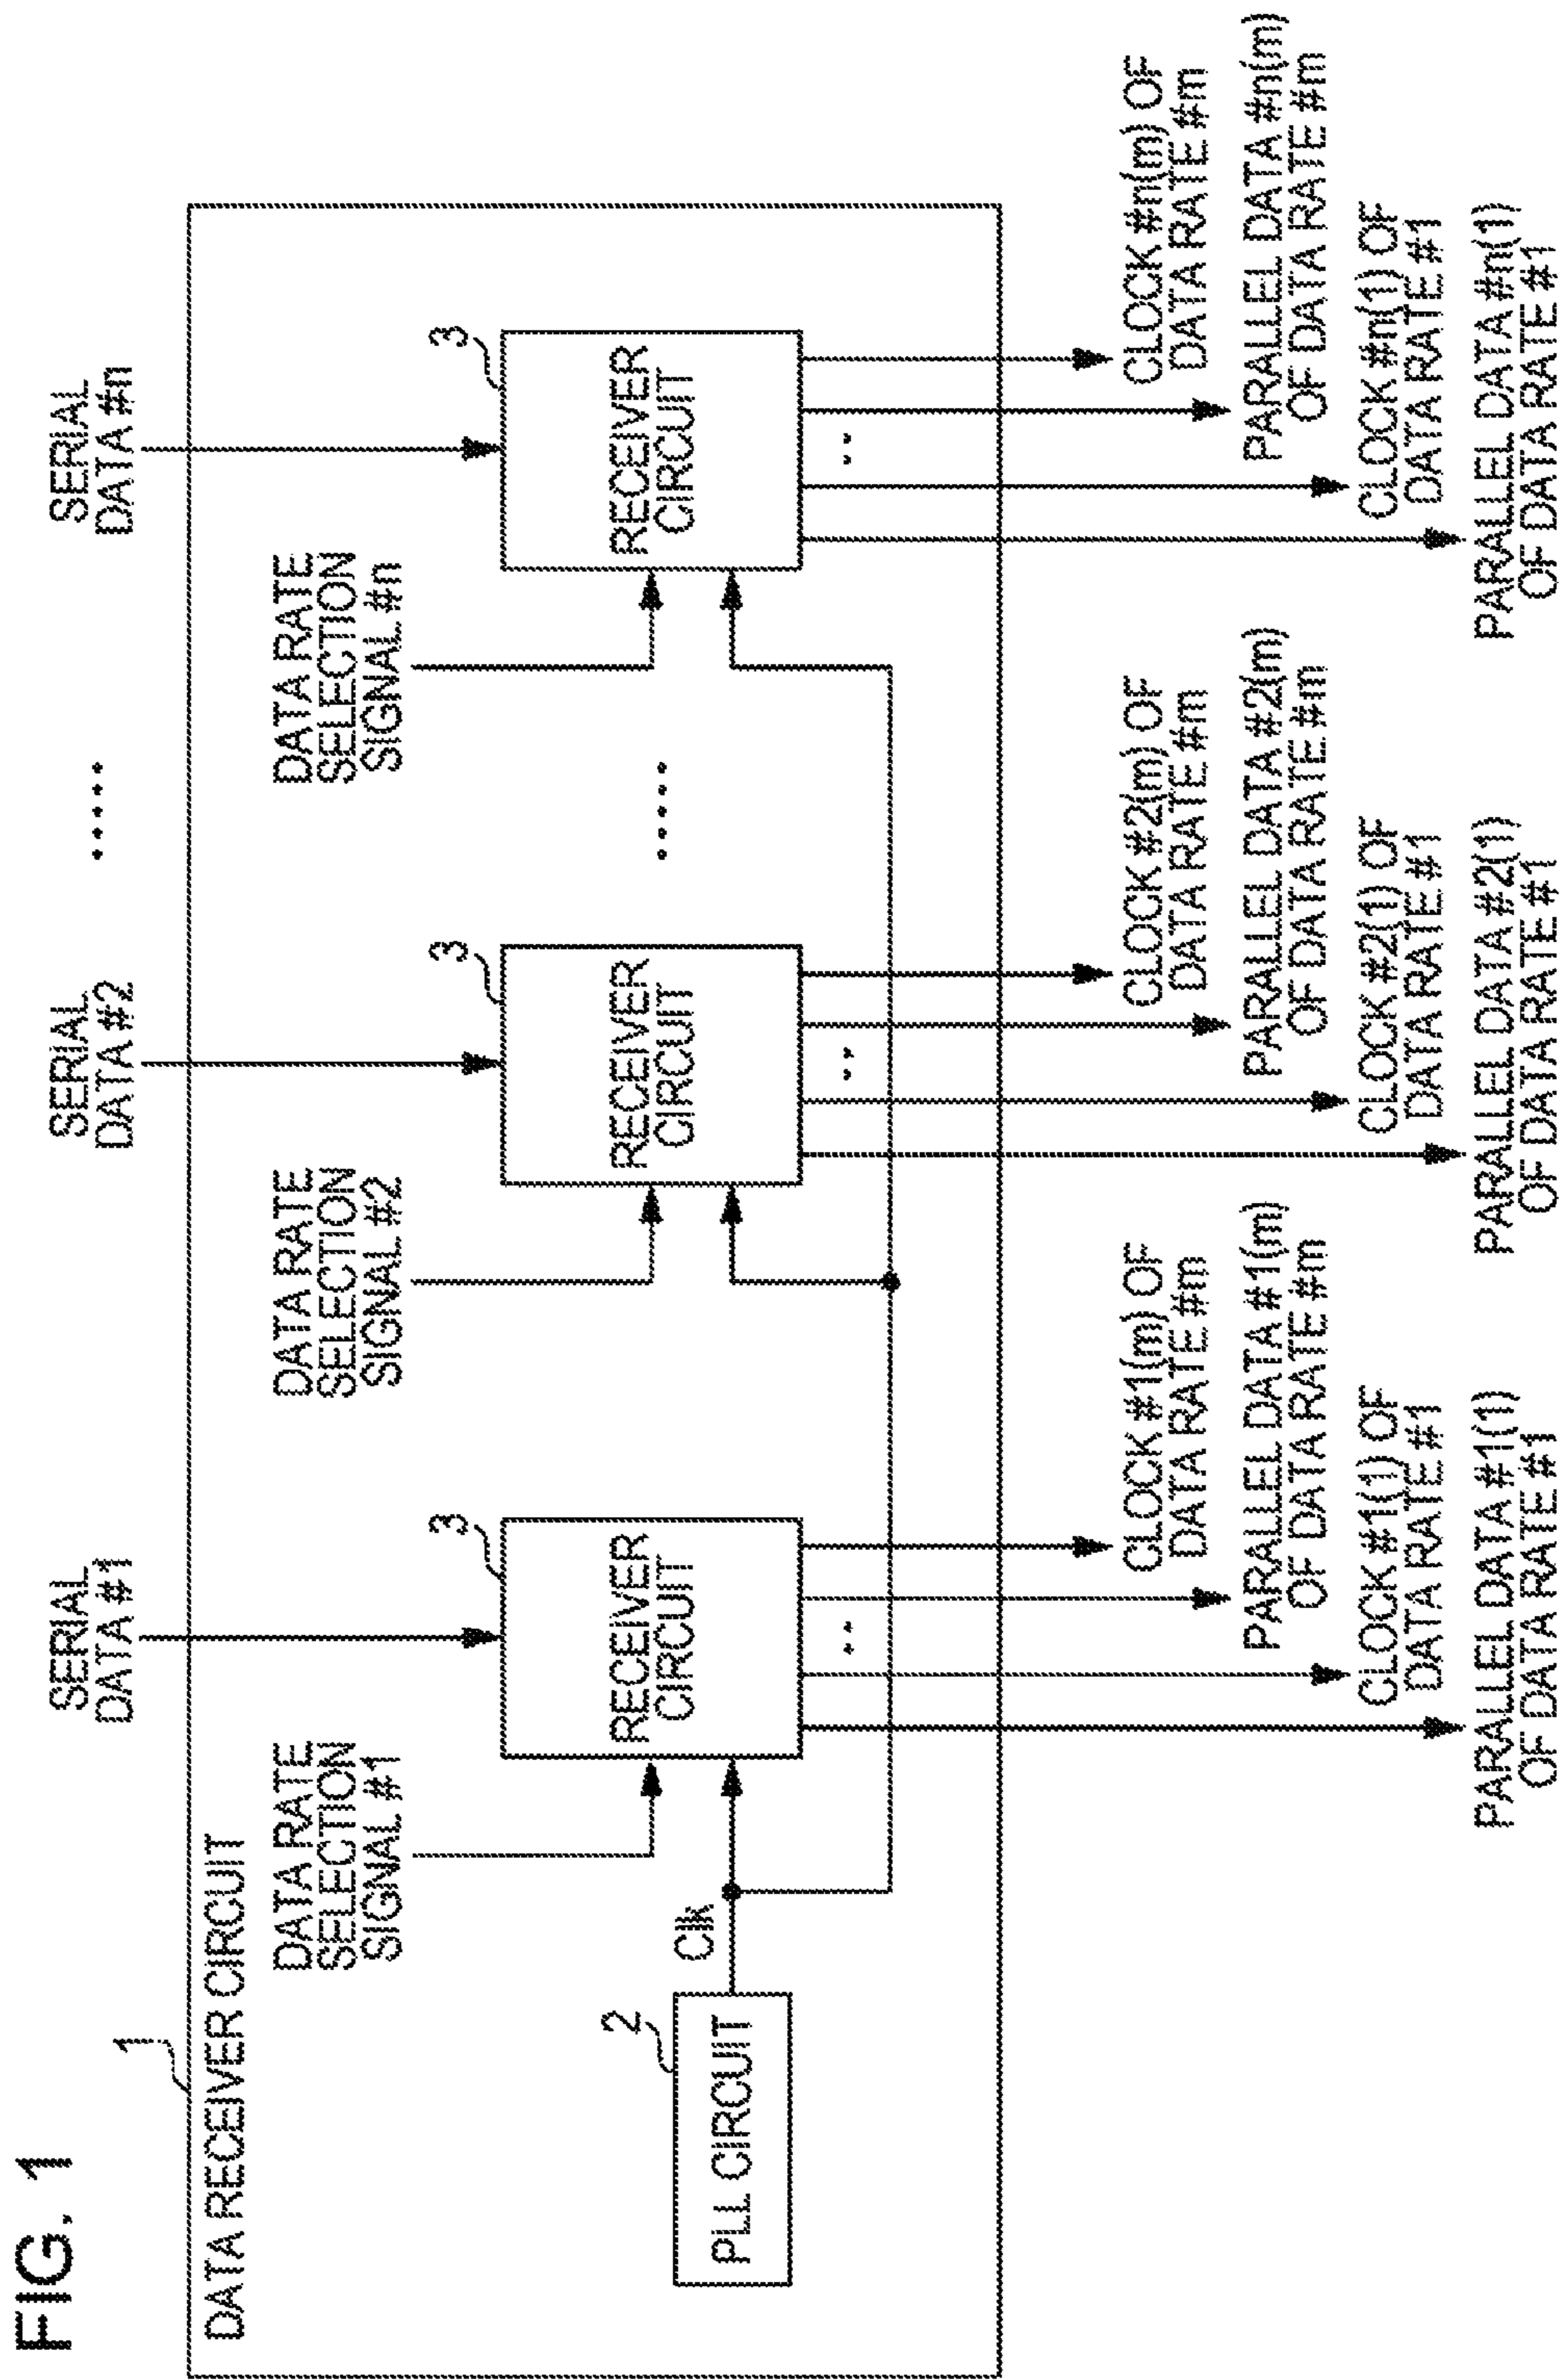 FIG. 1
1
DATA RECEIVER CIRCUIT
2
PLL CIRCUIT
Clk
SERIAL
DATA #1
DATA RATE
SELECTION
SIGNAL #1
3
RECEIVER
CIRCUIT
CLOCK #1(m) OF
DATA RATE #m
PARALLEL DATA #1(m)
OF DATA RATE #m
CLOCK #1(1) OF
DATA RATE #1
PARALLEL DATA #1(1)
OF DATA RATE #1
SERIAL
DATA #2
DATA RATE
SELECTION
SIGNAL #2
3
RECEIVER
CIRCUIT
CLOCK #2(m) OF
DATA RATE #m
PARALLEL DATA #2(m)
OF DATA RATE #m
CLOCK #2(1) OF
DATA RATE #1
PARALLEL DATA #2(1)
OF DATA RATE #1
SERIAL
DATA #n
DATA RATE
SELECTION
SIGNAL #n
3
RECEIVER
CIRCUIT
CLOCK #n(m) OF
DATA RATE #m
PARALLEL DATA #n(m)
OF DATA RATE #m
CLOCK #n(1) OF
DATA RATE #1
PARALLEL DATA #n(1)
OF DATA RATE #1